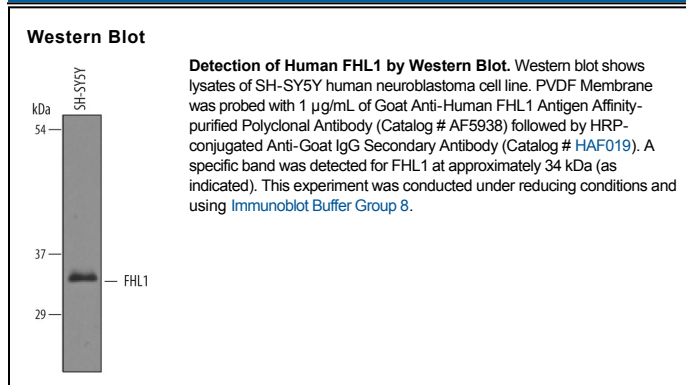 Western Blot
Detection of Human FHL1 by Western Blot. Western blot shows
lysates of SH-SY5Y human neuroblastoma cell line. PVDF Membrane
was probed with 1 µg/mL of Goat Anti-Human FHL1 Antigen Affinity-
purified Polyclonal Antibody (Catalog # AF5938) followed by HRP-
conjugated Anti-Goat IgG Secondary Antibody (Catalog # HAF019). A
specific band was detected for FHL1 at approximately 34 kDa (as
indicated). This experiment was conducted under reducing conditions and
using Immunoblot Buffer Group 8.
SH-SY5Y
kDa
54
37
FHL1
29